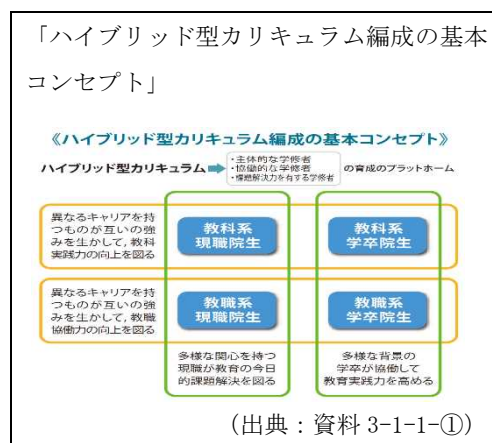 「ハイブリッド型カリキュラム編成の基本
コンセプト」
《ハイブリッド型カリキュラム編成の基本コンセプト》
ハイブリッド型カリキュラム
・主体的な学修者
・協働的な学修者
・課題解決力を有する学修者
の育成のプラットホーム
異なるキャリアを持
つものが互いの強
みを生かして,教科
実践力の向上を図る
教科系
現職院生
教科系
学卒院生
異なるキャリアを持
つものが互いの強
みを生かして,教職
協働力の向上を図る
教職系
現職院生
教職系
学卒院生
多様な関心を持つ
現職が教育の今日
的課題解決を図る
多様な背景の
学卒が協働して
教育実践力を高める
(出典:資料 3-1-1-①)